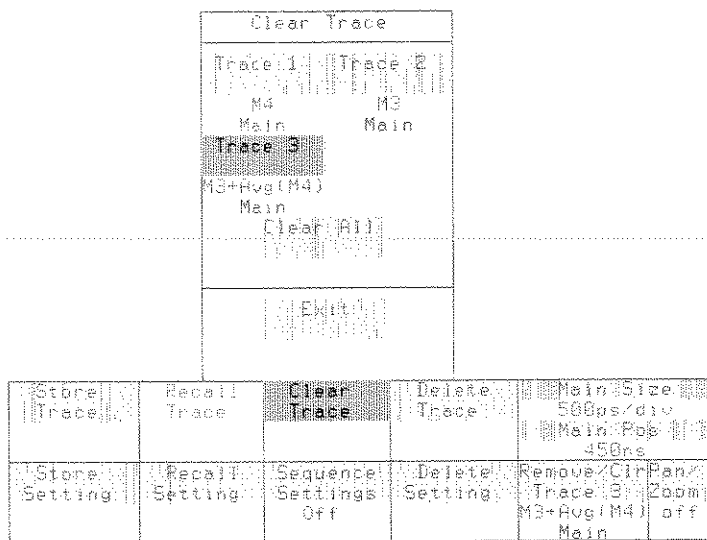 Clear Trace
Trace 1 Trace 2
M4 M3
Main Main
Trace 3
M3+Avg(M4)
Main
Clear All
Exit
Store Trace
Recall Trace
Clear Trace
Delete Trace
Main Size
500ps/div
Main Pos
450ns
Store Setting
Recall Setting
Sequence Settings
Off
Delete Setting
Remove/Clr
Trace 3
M3+Avg(M4)
Main
Pan/
Zoom
off